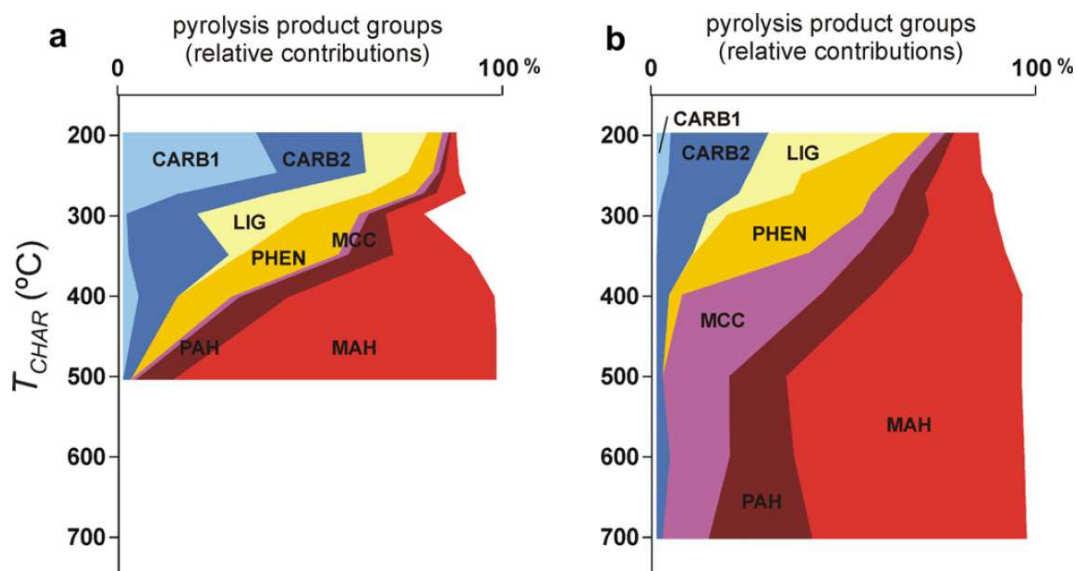 a
pyrolysis product groups
(relative contributions)
0
100 %
200
300
400
500
600
700
T_CHAR (ºC)
CARB1
CARB2
LIG
PHEN
MCC
PAH
MAH
b
pyrolysis product groups
(relative contributions)
0
100 %
200
300
400
500
600
700
CARB1
CARB2
LIG
PHEN
MCC
MAH
PAH